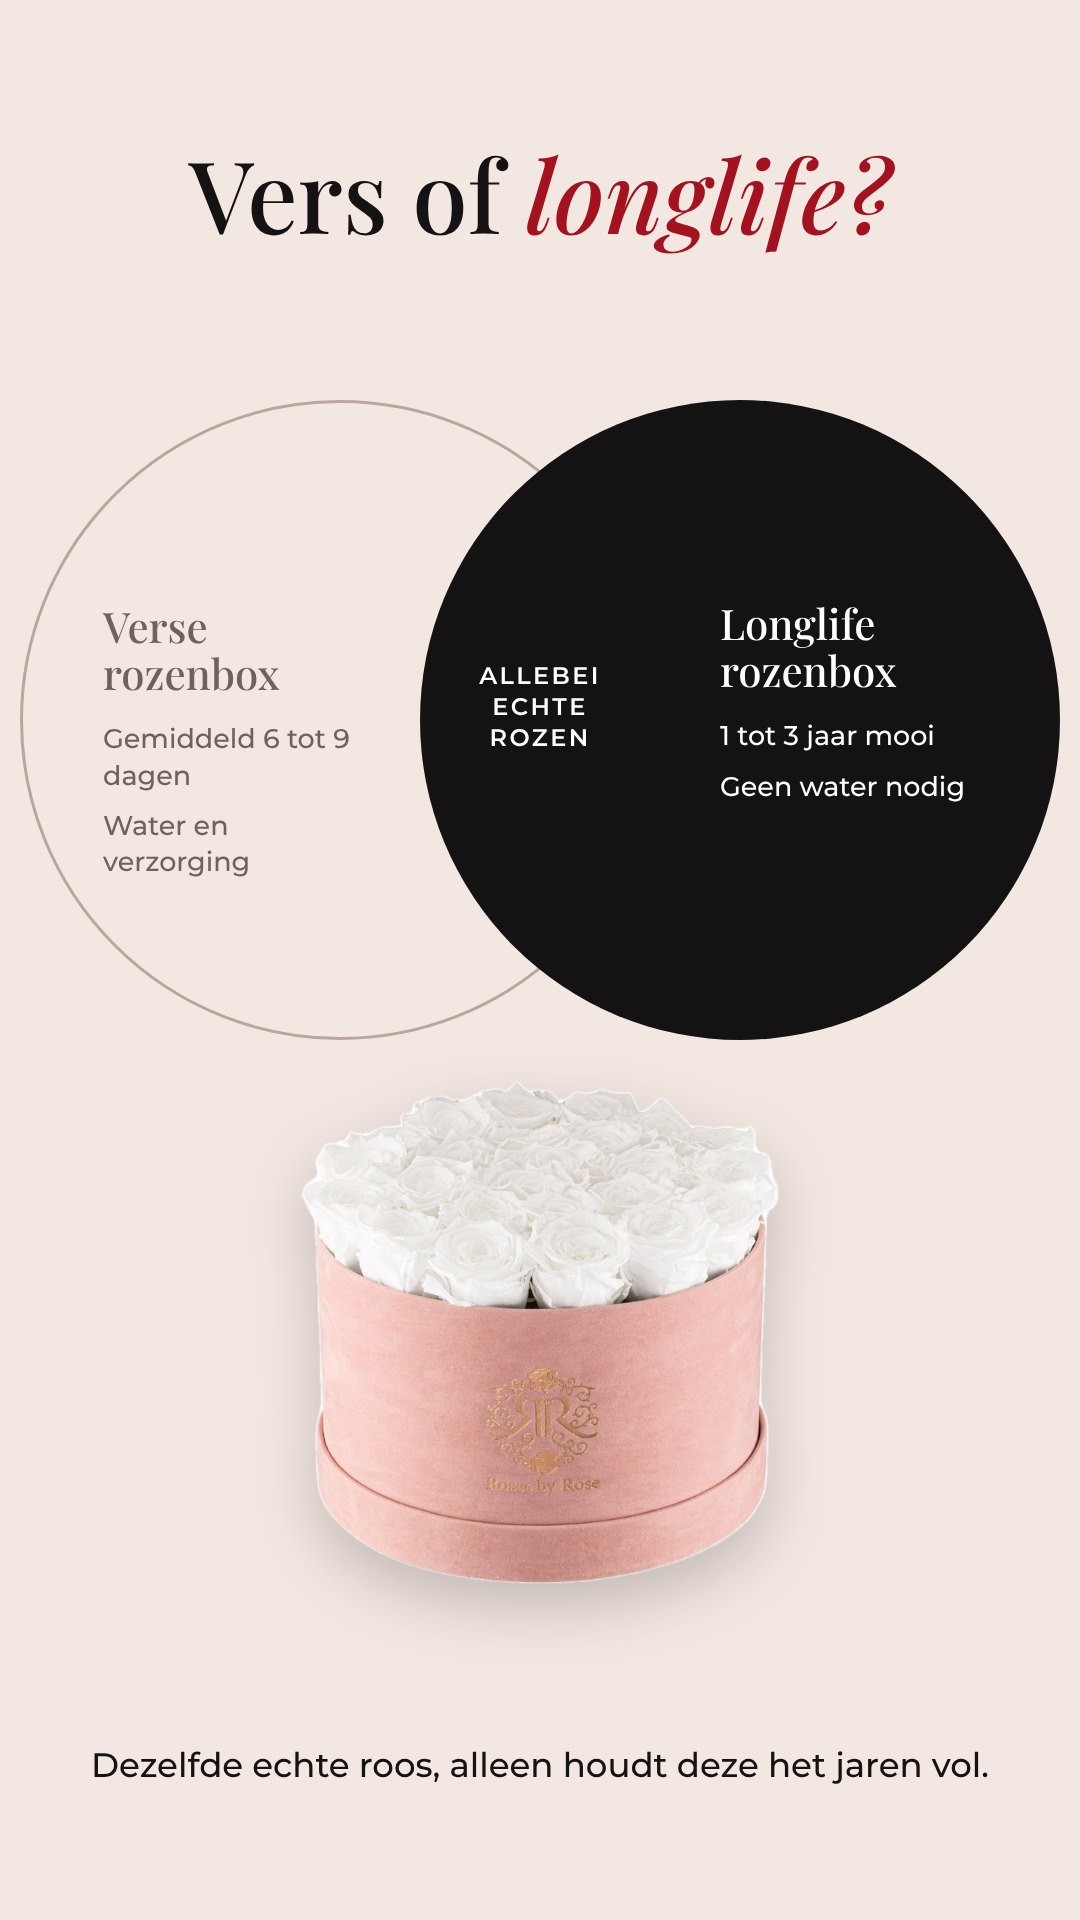 Vers of longlife?
Verse
rozenbox
Gemiddeld 6 tot 9
dagen
Water en
verzorging
ALLEBEI
ECHTE
ROZEN
Longlife
rozenbox
1 tot 3 jaar mooi
Geen water nodig
Roses by Rose
Dezelfde echte roos, alleen houdt deze het jaren vol.